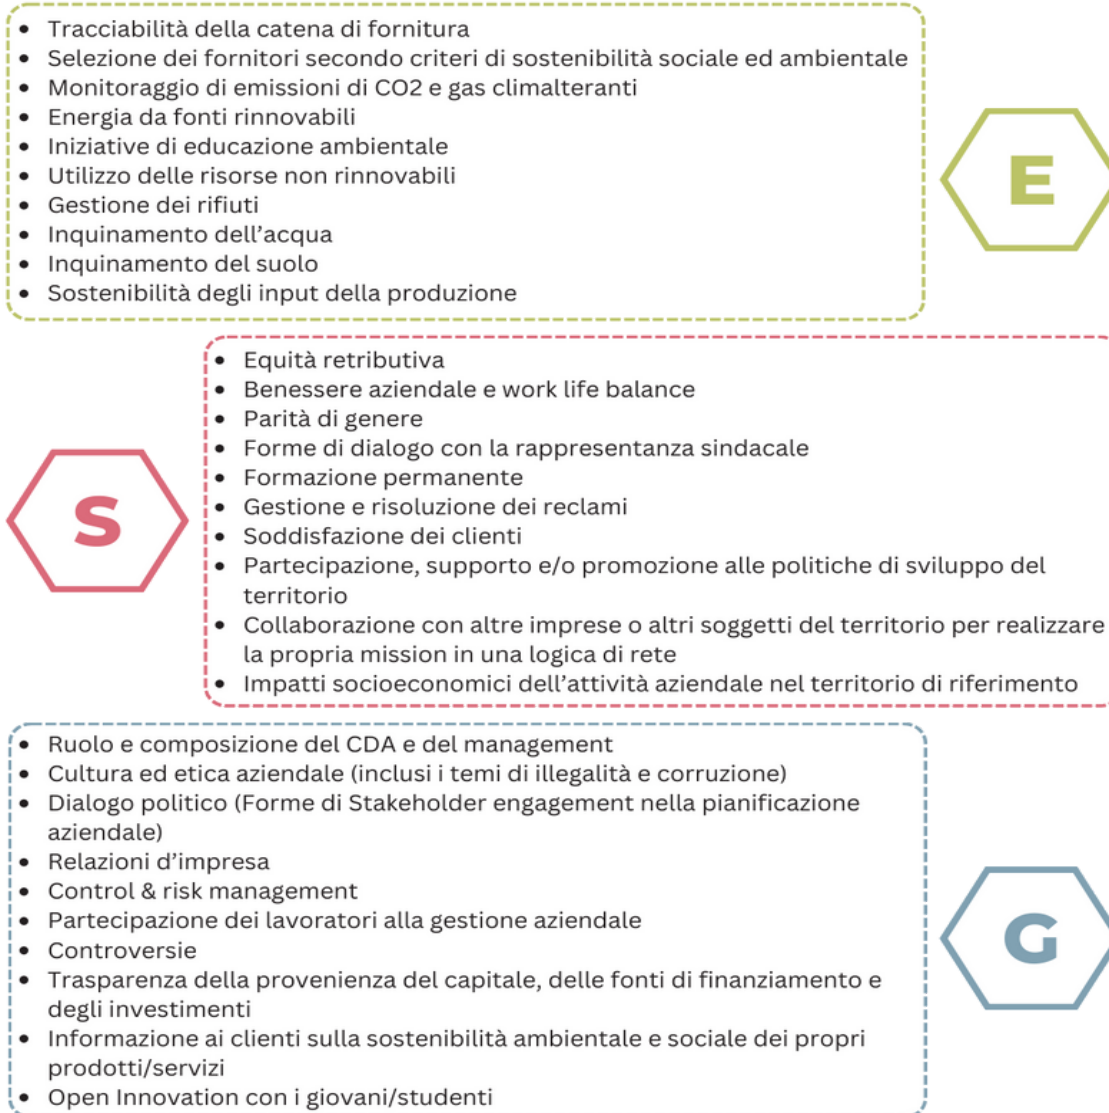 • Tracciabilità della catena di fornitura
• Selezione dei fornitori secondo criteri di sostenibilità sociale ed ambientale
• Monitoraggio di emissioni di CO2 e gas climalteranti
• Energia da fonti rinnovabili
• Iniziative di educazione ambientale
• Utilizzo delle risorse non rinnovabili
• Gestione dei rifiuti
• Inquinamento dell’acqua
• Inquinamento del suolo
• Sostenibilità degli input della produzione
E
S
• Equità retributiva
• Benessere aziendale e work life balance
• Parità di genere
• Forme di dialogo con la rappresentanza sindacale
• Formazione permanente
• Gestione e risoluzione dei reclami
• Soddisfazione dei clienti
• Partecipazione, supporto e/o promozione alle politiche di sviluppo del
territorio
• Collaborazione con altre imprese o altri soggetti del territorio per realizzare
la propria mission in una logica di rete
• Impatti socioeconomici dell’attività aziendale nel territorio di riferimento
• Ruolo e composizione del CDA e del management
• Cultura ed etica aziendale (inclusi i temi di illegalità e corruzione)
• Dialogo politico (Forme di Stakeholder engagement nella pianificazione
aziendale)
• Relazioni d’impresa
• Control & risk management
• Partecipazione dei lavoratori alla gestione aziendale
• Controversie
• Trasparenza della provenienza del capitale, delle fonti di finanziamento e
degli investimenti
• Informazione ai clienti sulla sostenibilità ambientale e sociale dei propri
prodotti/servizi
• Open Innovation con i giovani/studenti
G